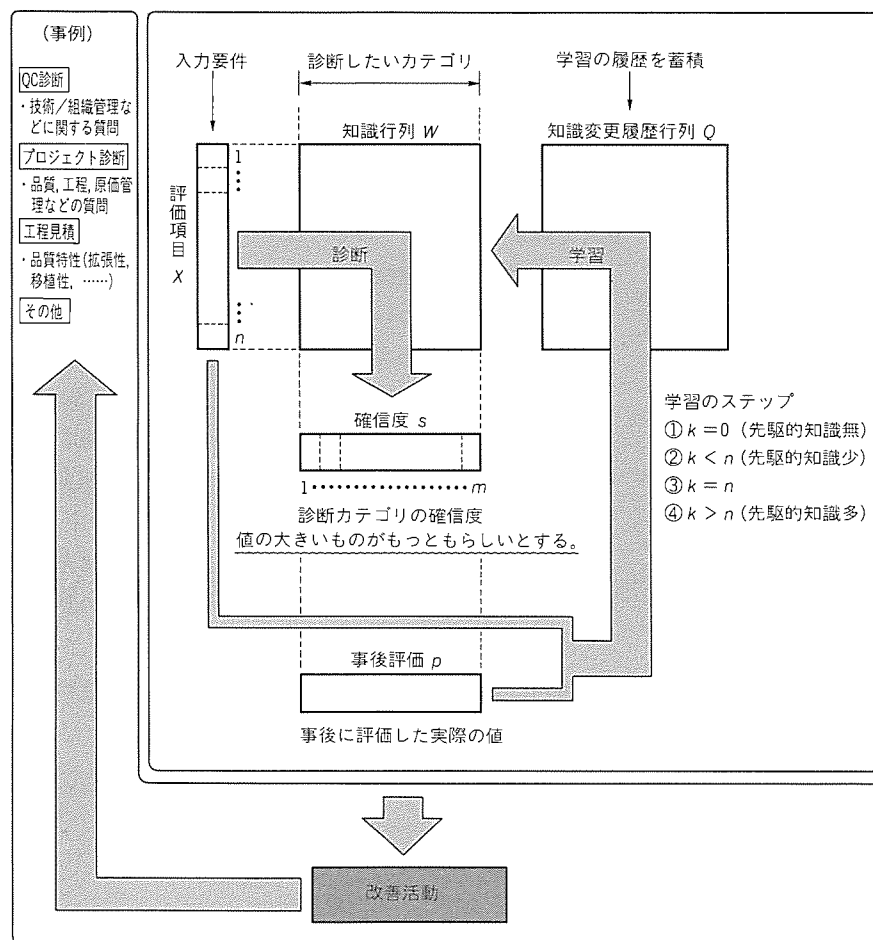 (事例)
QC診断
・技術／組織管理な
どに関する質問
プロジェクト診断
・品質, 工程, 原価管
理などの質問
工程見積
・品質特性(拡張性,
移植性, ……)
その他
入力要件
診断したいカテゴリ
学習の履歴を蓄積
知識行列 W
知識変更履歴行列 Q
1
評価項目 X
n
診断
学習
確信度 s
1 m
診断カテゴリの確信度
値の大きいものがもっともらしいとする。
学習のステップ
① k =0 (先駆的知識無)
② k < n (先駆的知識少)
③ k = n
④ k > n (先駆的知識多)
事後評価 p
事後に評価した実際の値
改善活動